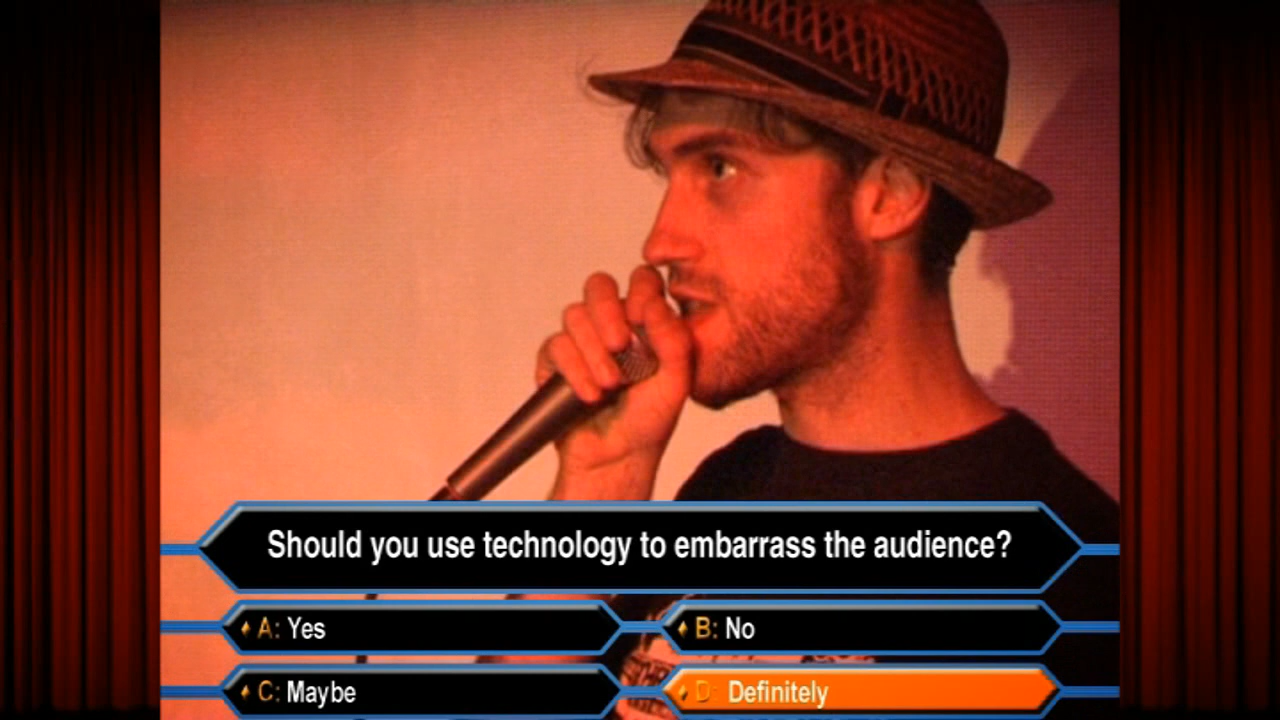 Should you use technology to embarrass the audience?
A: Yes
B: No
C: Maybe
D: Definitely